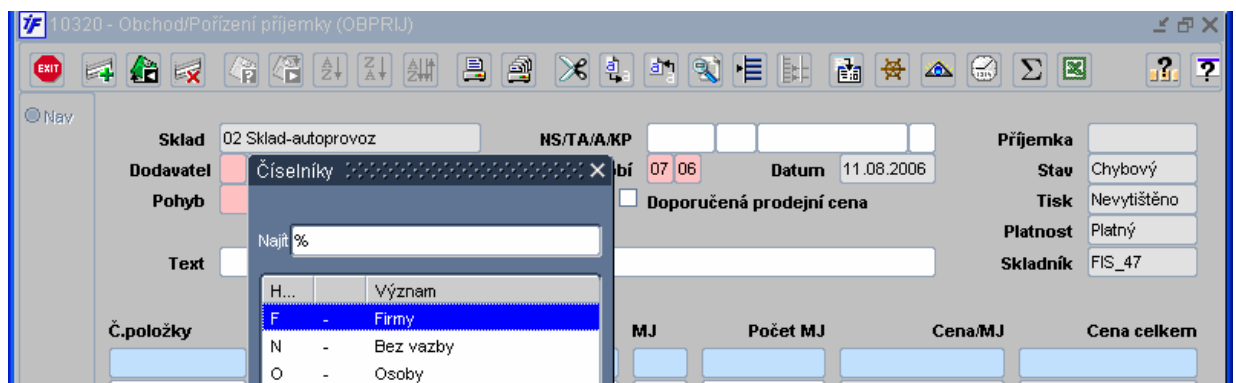 10320 - Obchod/Pořízení příjemky (OBPRIJ)
EXIT
Nav
Sklad 02 Sklad-autoprovoz NS/TA/A/KP Příjemka
Dodavatel bí 07 06 Datum 11.08.2006 Stav Chybový
Pohyb Doporučená prodejní cena Tisk Nevytištěno
Platnost Platný
Text Skladník FIS_47
Číselníky
Najít %
H... Význam
F - Firmy
N - Bez vazby
O - Osoby
Č.položky MJ Počet MJ Cena/MJ Cena celkem